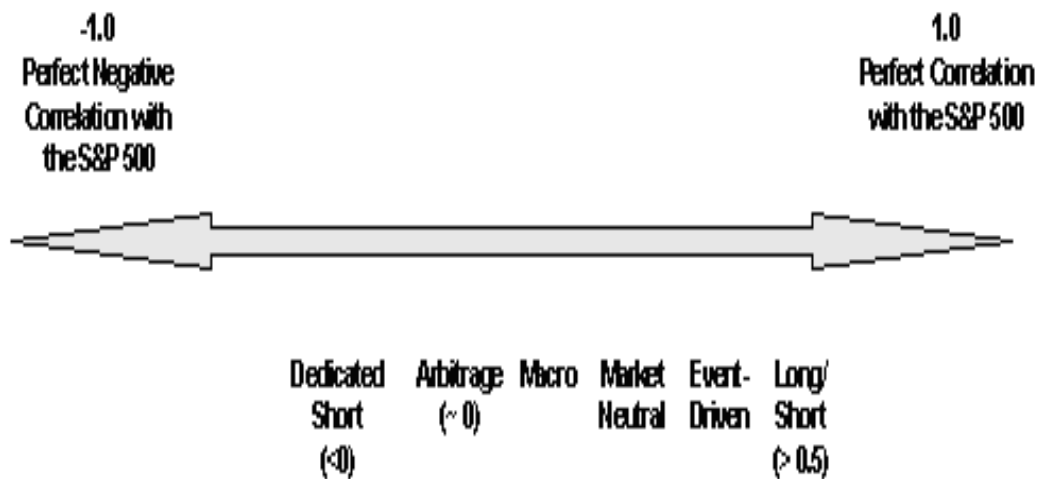 -1.0
Perfect Negative
Correlation with
the S&P 500
1.0
Perfect Correlation
with the S&P 500
Dedicated
Short
(<0)
Arbitrage
(~ 0)
Macro
Market
Neutral
Event-
Driven
Long/
Short
(> 0.5)